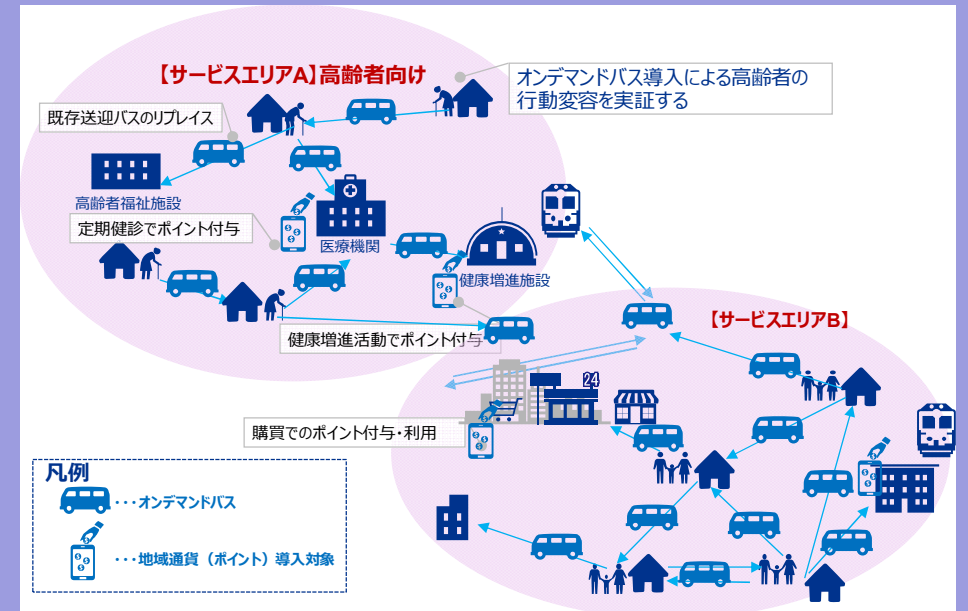 【サービスエリアA】高齢者向け
オンデマンドバス導入による高齢者の
行動変容を実証する
既存送迎バスのリプレイス
高齢者福祉施設
定期健診でポイント付与
医療機関
健康増進施設
健康増進活動でポイント付与
【サービスエリアB】
24
購買でのポイント付与・利用
凡例
・・・オンデマンドバス
・・・地域通貨（ポイント）導入対象